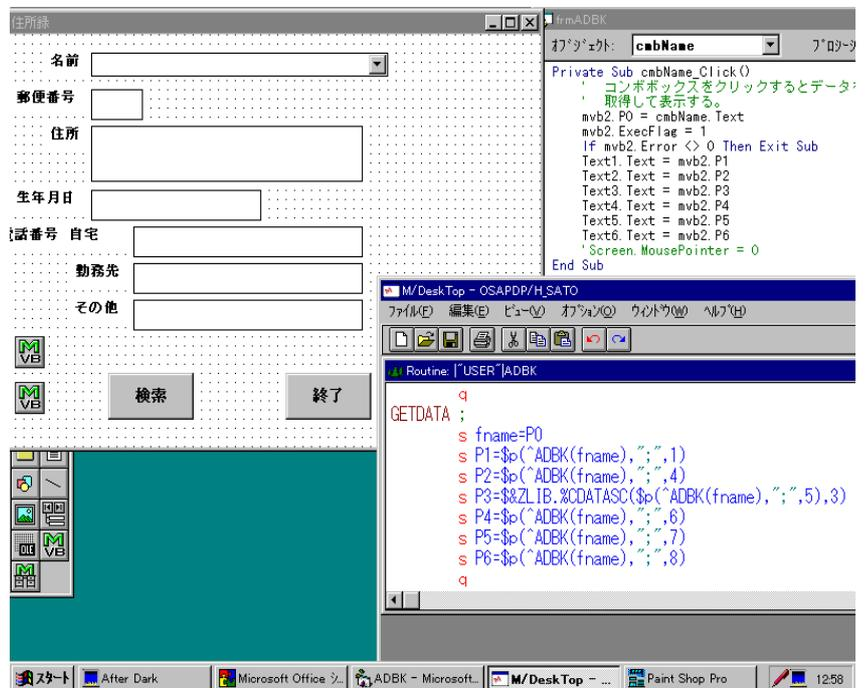 住所録
名前
郵便番号
住所
生年月日
話番号 自宅
勤務先
その他
M
VB
M
VB
検索
終了
OLE
M
VB
M
frmADBK
オブジェクト:
cmbName
プロシ
Private Sub cmbName_Click()
' コンボボックスをクリックするとデータ
' 取得して表示する。
mvb2.P0 = cmbName.Text
mvb2.ExecFlag = 1
If mvb2.Error <> 0 Then Exit Sub
Text1.Text = mvb2.P1
Text2.Text = mvb2.P2
Text3.Text = mvb2.P3
Text4.Text = mvb2.P4
Text5.Text = mvb2.P5
Text6.Text = mvb2.P6
'Screen.MousePointer = 0
End Sub
M/DeskTop - OSAPDP/H_SATO
ファイル(F) 編集(E) ビュー(V) オプション(O) ウィンドウ(W) ヘルプ(H)
Routine: |"USER"|ADBK
q
GETDATA ;
s fname=P0
s P1=$p(^ADBK(fname),";",1)
s P2=$p(^ADBK(fname),";",4)
s P3=$&ZLIB.%CDATASC($p(^ADBK(fname),";",5),3)
s P4=$p(^ADBK(fname),";",6)
s P5=$p(^ADBK(fname),";",7)
s P6=$p(^ADBK(fname),";",8)
q
スタート
After Dark
Microsoft Office シ...
ADBK - Microsoft...
M/DeskTop - ...
Paint Shop Pro
12:58